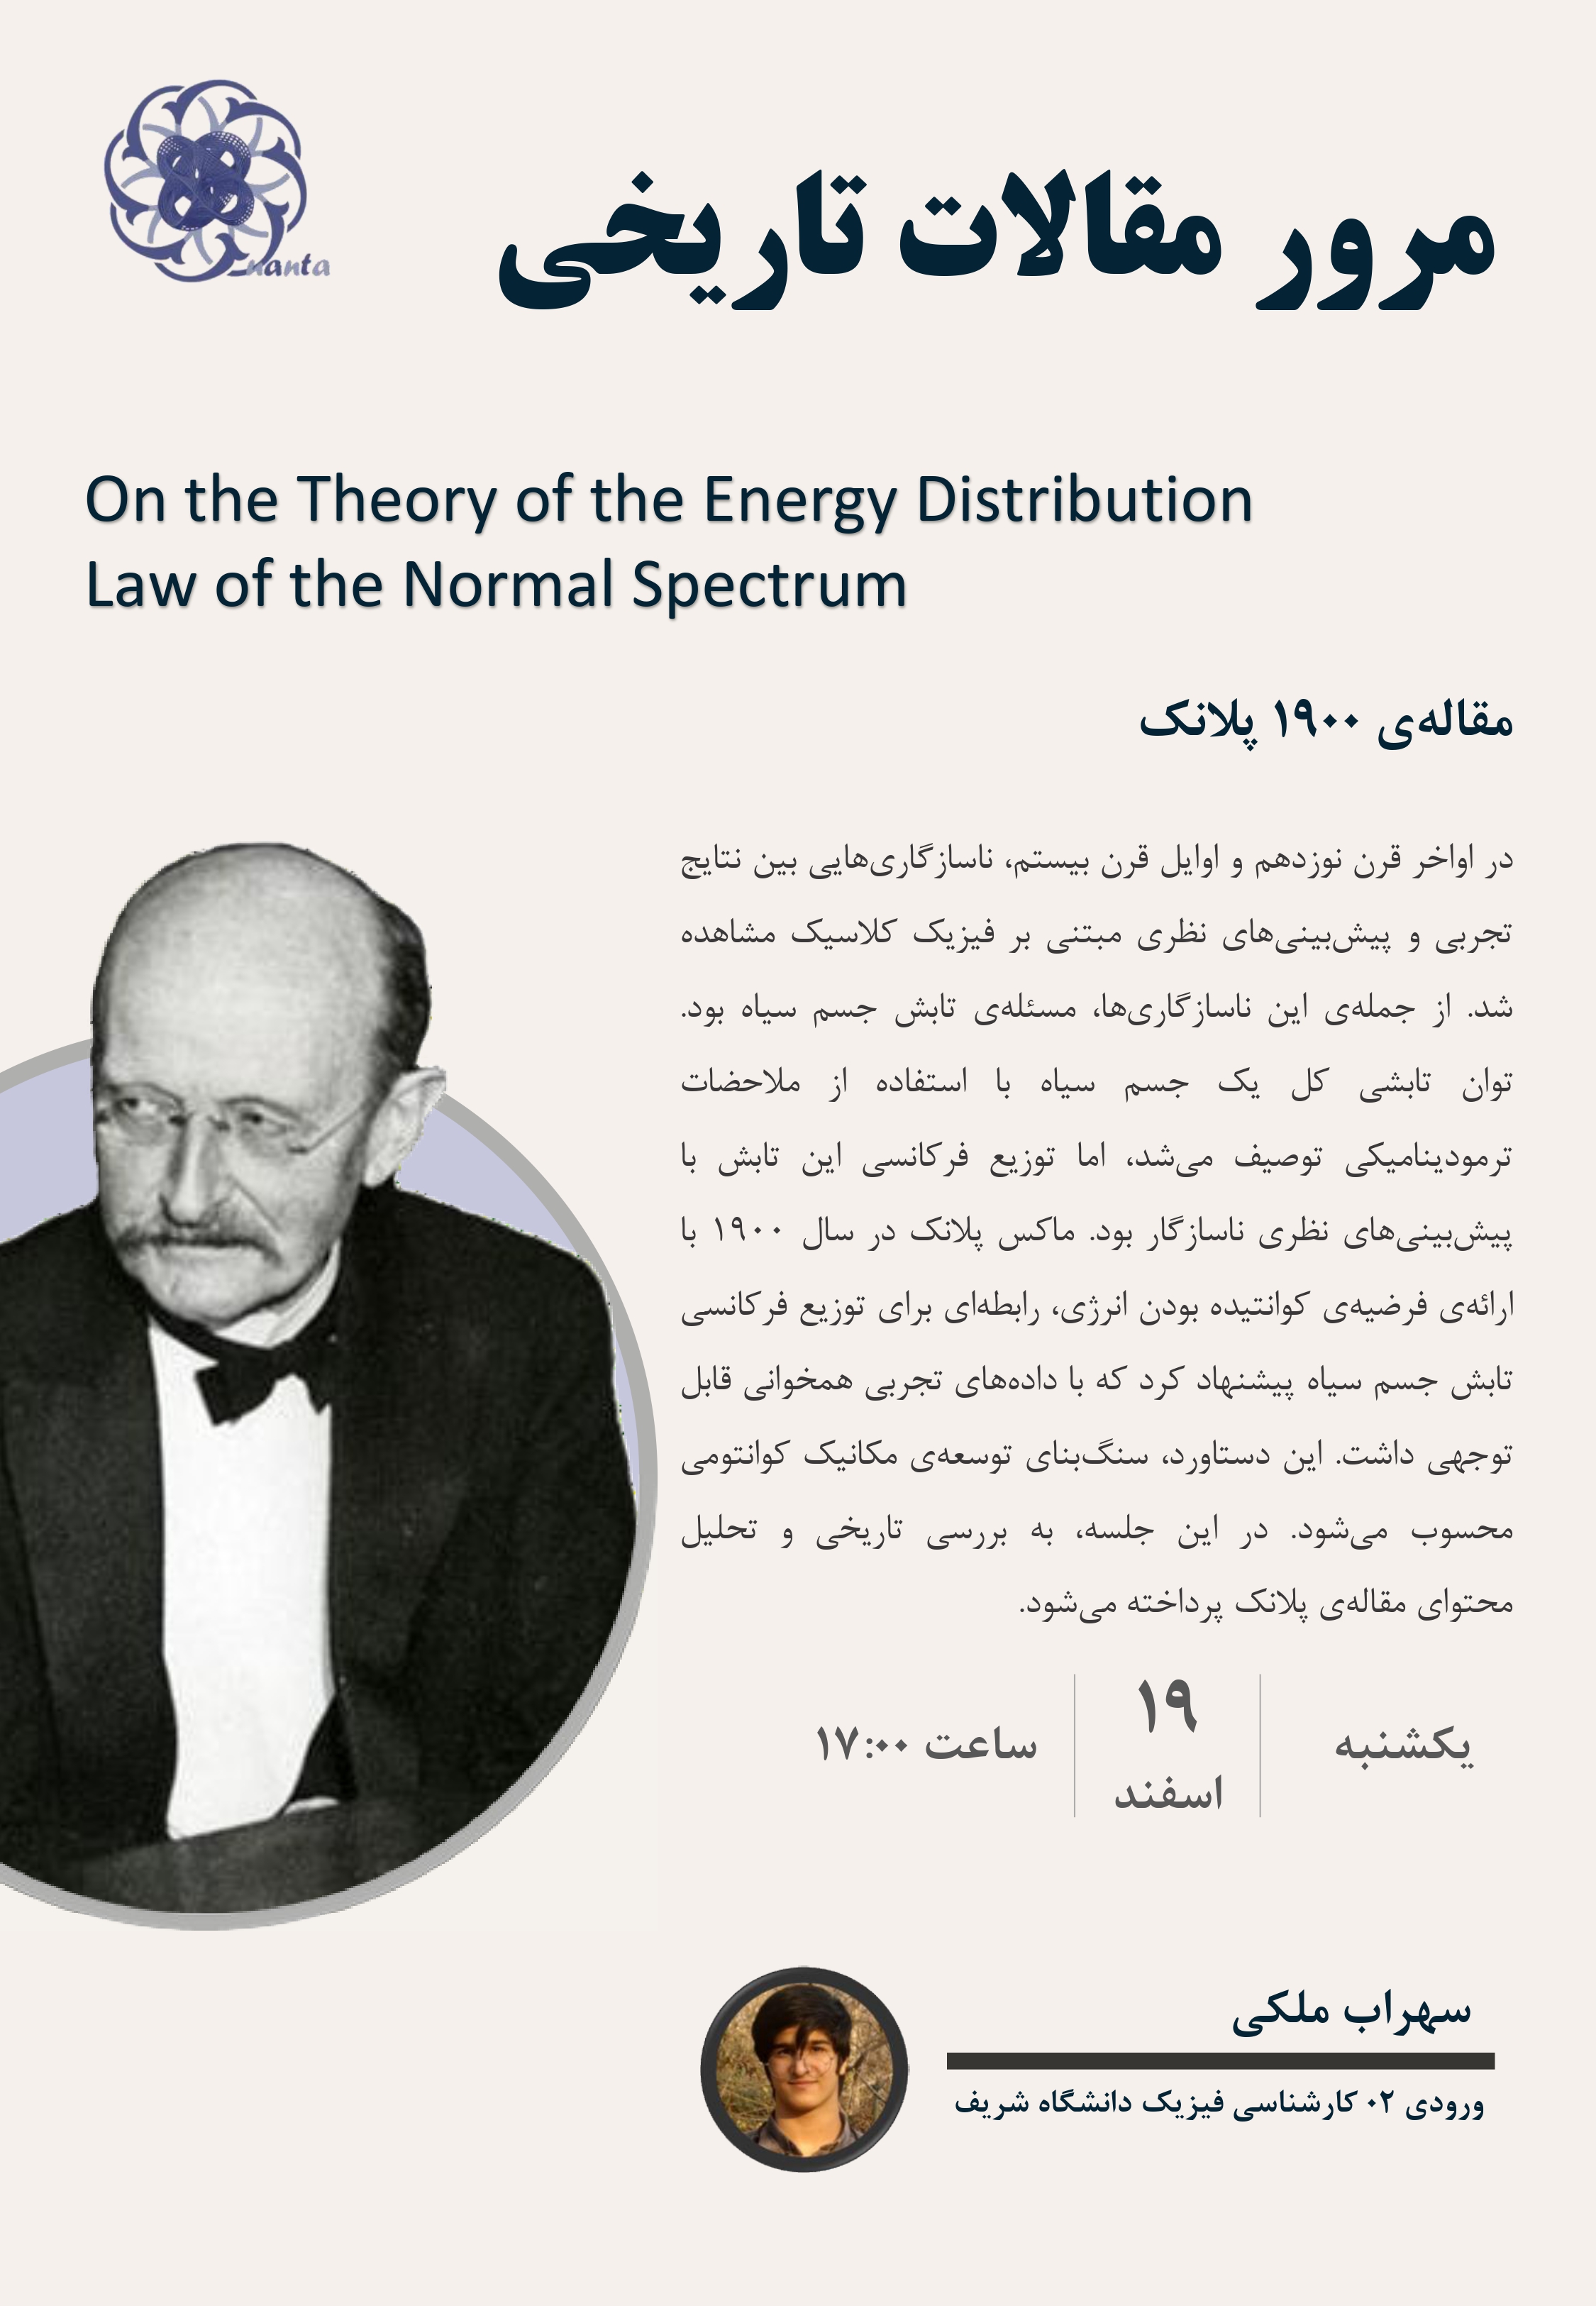 مرور مقالات تاریخی
nanta
On the Theory of the Energy Distribution
Law of the Normal Spectrum
مقاله‌ی ۱۹۰۰ پلانک
در اواخر قرن نوزدهم و اوایل قرن بیستم، ناسازگاری‌هایی بین نتایج
تجربی و پیش‌بینی‌های نظری مبتنی بر فیزیک کلاسیک مشاهده
شد. از جمله‌ی این ناسازگاری‌ها، مسئله‌ی تابش جسم سیاه بود.
توان تابشی کل یک جسم سیاه با استفاده از ملاحضات
ترمودینامیکی توصیف می‌شد، اما توزیع فرکانسی این تابش با
پیش‌بینی‌های نظری ناسازگار بود. ماکس پلانک در سال ۱۹۰۰ با
ارائه‌ی فرضیه‌ی کوانتیده بودن انرژی، رابطه‌ای برای توزیع فرکانسی
تابش جسم سیاه پیشنهاد کرد که با داده‌های تجربی همخوانی قابل
توجهی داشت. این دستاورد، سنگ‌بنای توسعه‌ی مکانیک کوانتومی
محسوب می‌شود. در این جلسه، به بررسی تاریخی و تحلیل
محتوای مقاله‌ی پلانک پرداخته می‌شود.
یکشنبه
۱۹
اسفند
ساعت ۱۷:۰۰
سهراب ملکی
ورودی ۰۲ کارشناسی فیزیک دانشگاه شریف